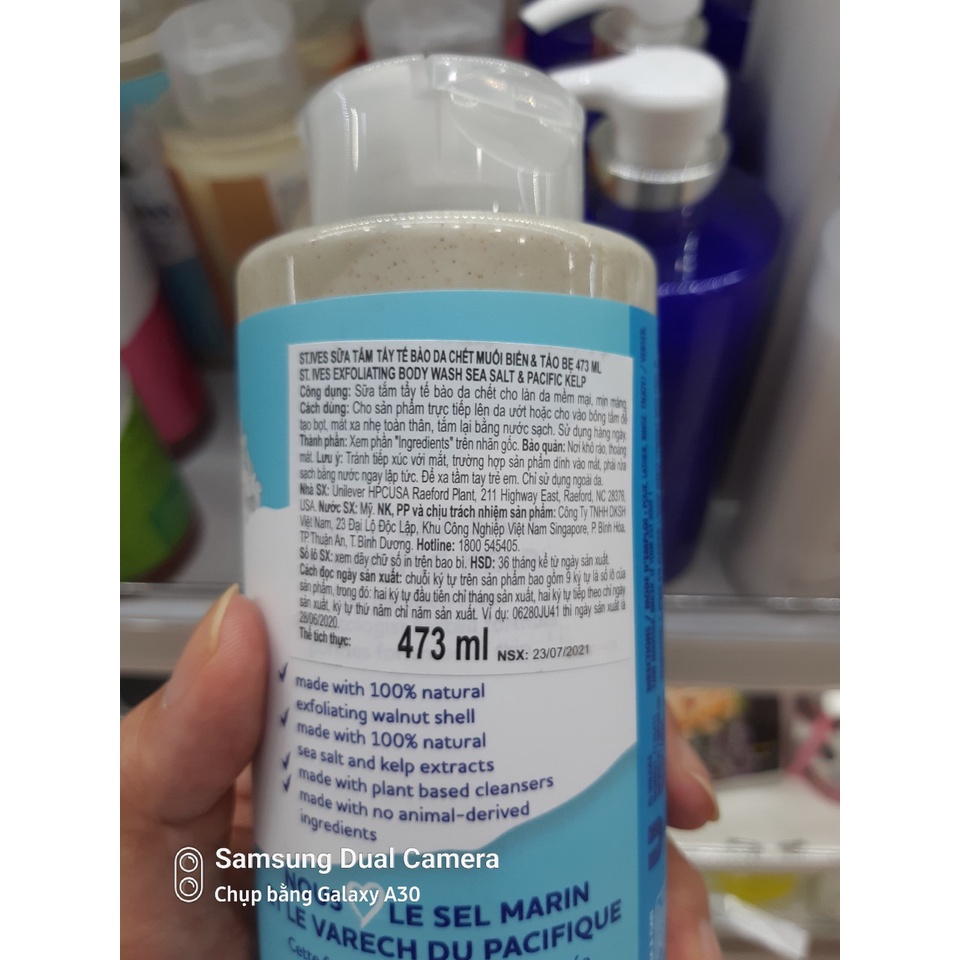 ST.IVES SỮA TẮM TẨY TẾ BÀO DA CHẾT MUỐI BIỂN & TẢO BẸ 473 ML
ST. IVES EXFOLIATING BODY WASH SEA SALT & PACIFIC KELP
Công dụng: Sữa tắm tẩy tế bào da chết cho làn da mềm mại, mịn màng.
Cách dùng: Cho sản phẩm trực tiếp lên da ướt hoặc cho vào bông tắm để
tạo bọt, mát xa nhẹ toàn thân, tắm lại bằng nước sạch. Sử dụng hàng ngày.
Thành phần: Xem phần "Ingredients" trên nhãn gốc. Bảo quản: Nơi khô ráo, thoáng
mát. Lưu ý: Tránh tiếp xúc với mắt, trường hợp sản phẩm dính vào mắt, phải rửa
sạch bằng nước ngay lập tức. Để xa tầm tay trẻ em. Chỉ sử dụng ngoài da.
Nhà SX: Unilever HPCUSA Raeford Plant, 211 Highway East, Raeford, NC 28376,
USA. Nước SX: Mỹ. NK, PP và chịu trách nhiệm sản phẩm: Công Ty TNHH DKSH
Việt Nam, 23 Đại Lộ Độc Lập, Khu Công Nghiệp Việt Nam Singapore, P Bình Hòa,
TP Thuận An, T.Bình Dương. Hotline: 1800 545405.
Số lô SX: xem dãy chữ số in trên bao bì. HSD: 36 tháng kể từ ngày sản xuất.
Cách đọc ngày sản xuất: chuỗi ký tự trên sản phẩm bao gồm 9 ký tự là số lô của
sản phẩm, trong đó: hai ký tự đầu tiên chỉ tháng sản xuất, hai ký tự tiếp theo chỉ ngày
sản xuất, ký tự thứ năm chỉ năm sản xuất. Ví dụ: 06280JU41 thì ngày sản xuất là
28/06/2020.
Thể tích thực: 473 ml NSX: 23/07/2021
made with 100% natural
exfoliating walnut shell
made with 100% natural
sea salt and kelp extracts
made with plant based cleansers
made with no animal-derived
ingredients
Samsung Dual Camera
Chụp bằng Galaxy A30
NOUS LE SEL MARIN
LE VARECH DU PACIFIQUE